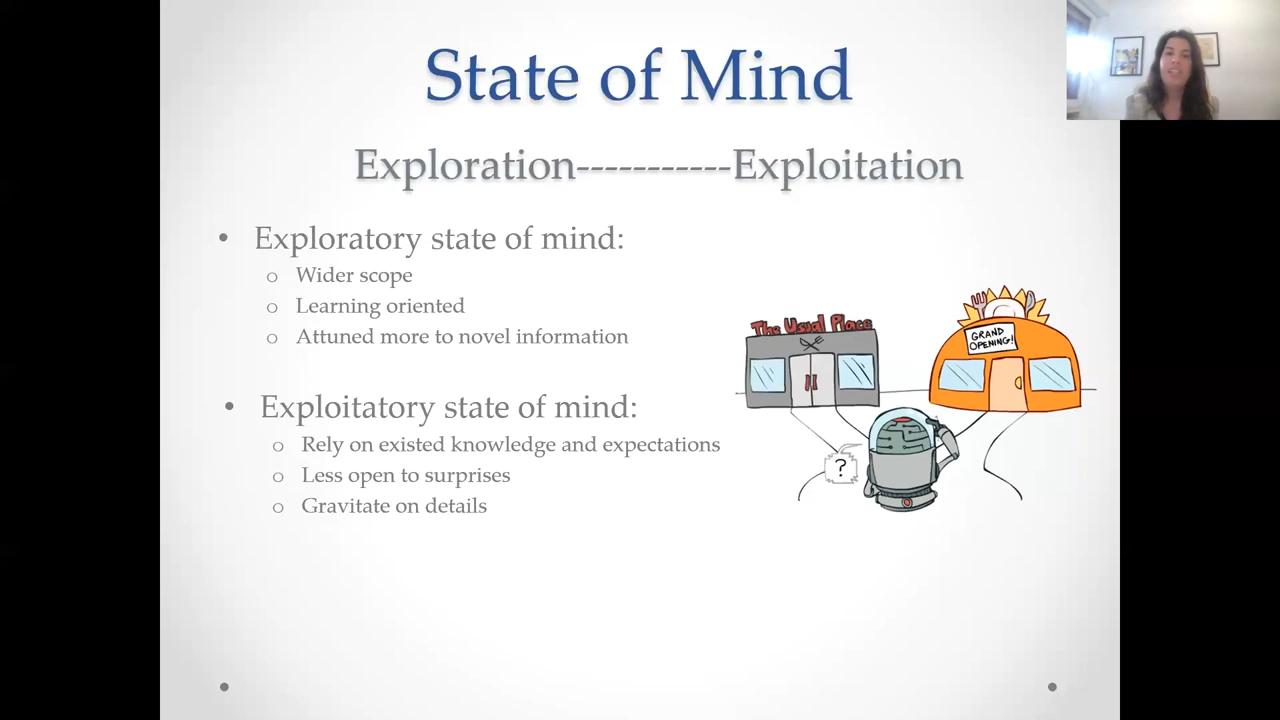 State of Mind
Exploration-----------Exploitation
• Exploratory state of mind:
o Wider scope
o Learning oriented
o Attuned more to novel information
• Exploitatory state of mind:
o Rely on existed knowledge and expectations
o Less open to surprises
o Gravitate on details
The Usual Place
GRAND
OPENING!
?